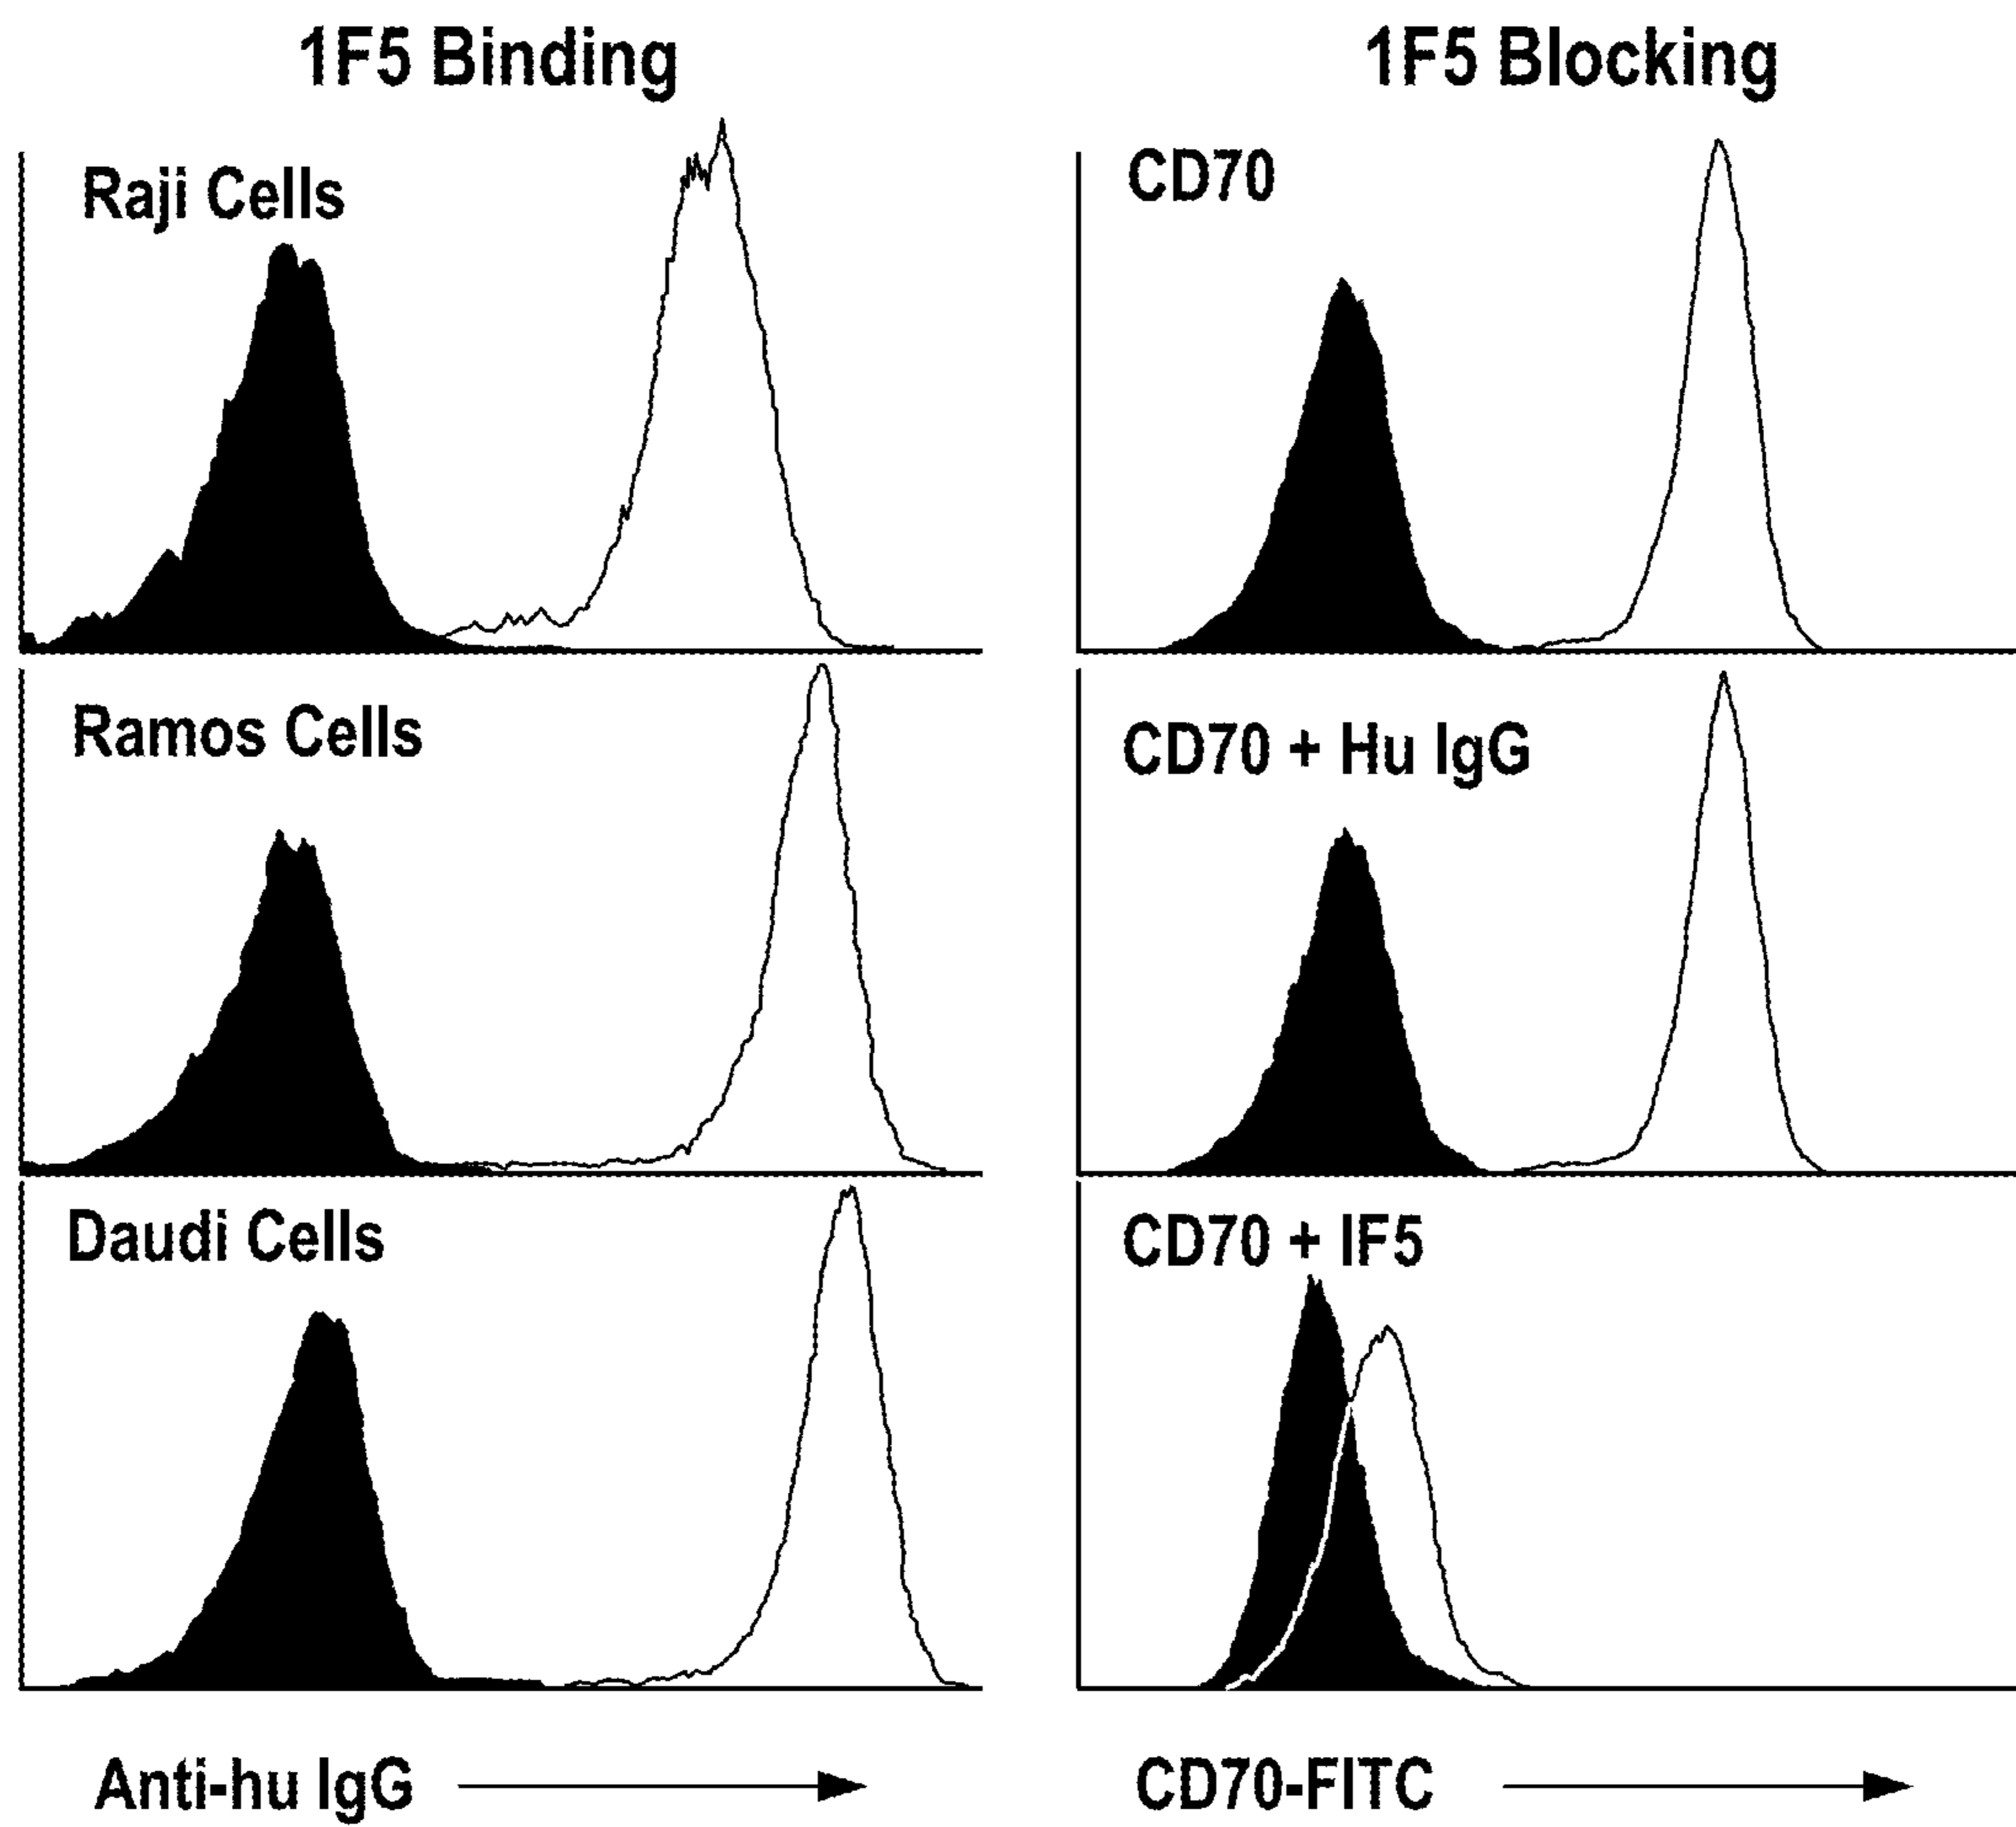 1F5 Binding
Raji Cells
Ramos Cells
Daudi Cells
Anti-hu IgG
1F5 Blocking
CD70
CD70 + Hu IgG
CD70 + IF5
CD70-FITC